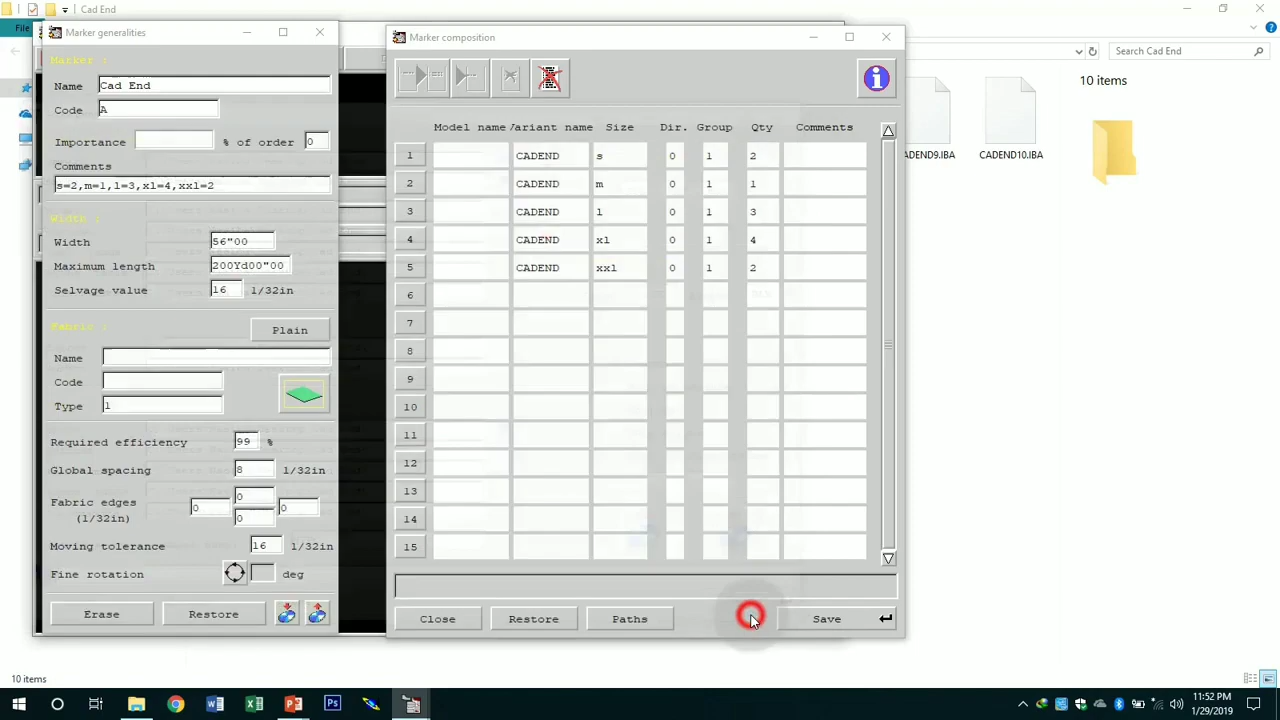 Cad End
File
Marker generalities
Marker :
Name Cad End
Code A
Importance % of order 0
Comments
s=2,m=1,l=3,xl=4,xxl=2
Width :
Width 56"00
Maximum length 200Yd00"00
Selvage value 16 1/32in
Fabric :
Plain
Name
Code
Type 1
Required efficiency 99 %
Global spacing 8 1/32in
Fabric edges 0 0 0 0
(1/32in)
Moving tolerance 16 1/32in
Fine rotation deg
Erase Restore
Marker composition
Model name Variant name Size Dir. Group Qty Comments
1 CADEND s 0 1 2
2 CADEND m 0 1 1
3 CADEND l 0 1 3
4 CADEND xl 0 1 4
5 CADEND xxl 0 1 2
6
7
8
9
10
11
12
13
14
15
Close Restore Paths Save
Search Cad End
10 items
CADEND9.IBA CADEND10.IBA
10 items
11:52 PM
1/29/2019